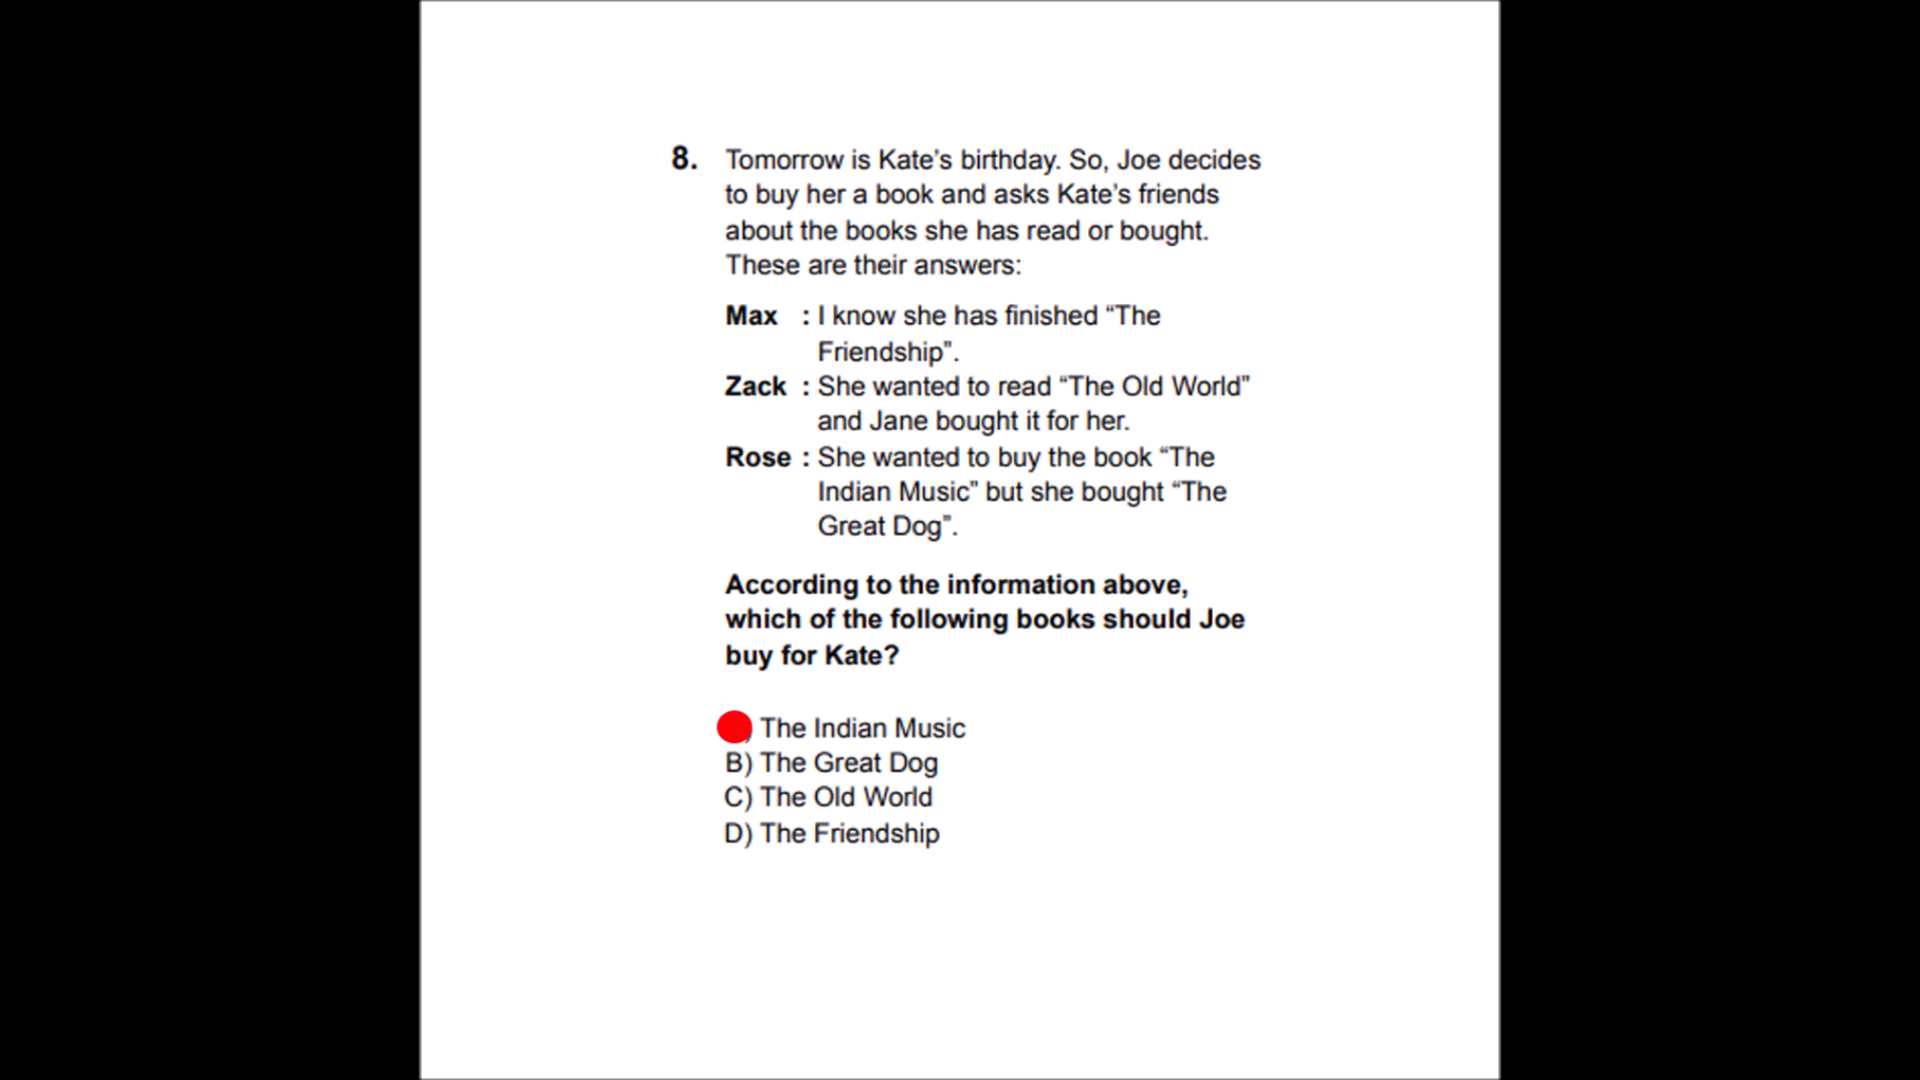 8. Tomorrow is Kate’s birthday. So, Joe decides
to buy her a book and asks Kate’s friends
about the books she has read or bought.
These are their answers:
Max : I know she has finished “The
Friendship”.
Zack : She wanted to read “The Old World”
and Jane bought it for her.
Rose : She wanted to buy the book “The
Indian Music” but she bought “The
Great Dog”.
According to the information above,
which of the following books should Joe
buy for Kate?
) The Indian Music
B) The Great Dog
C) The Old World
D) The Friendship